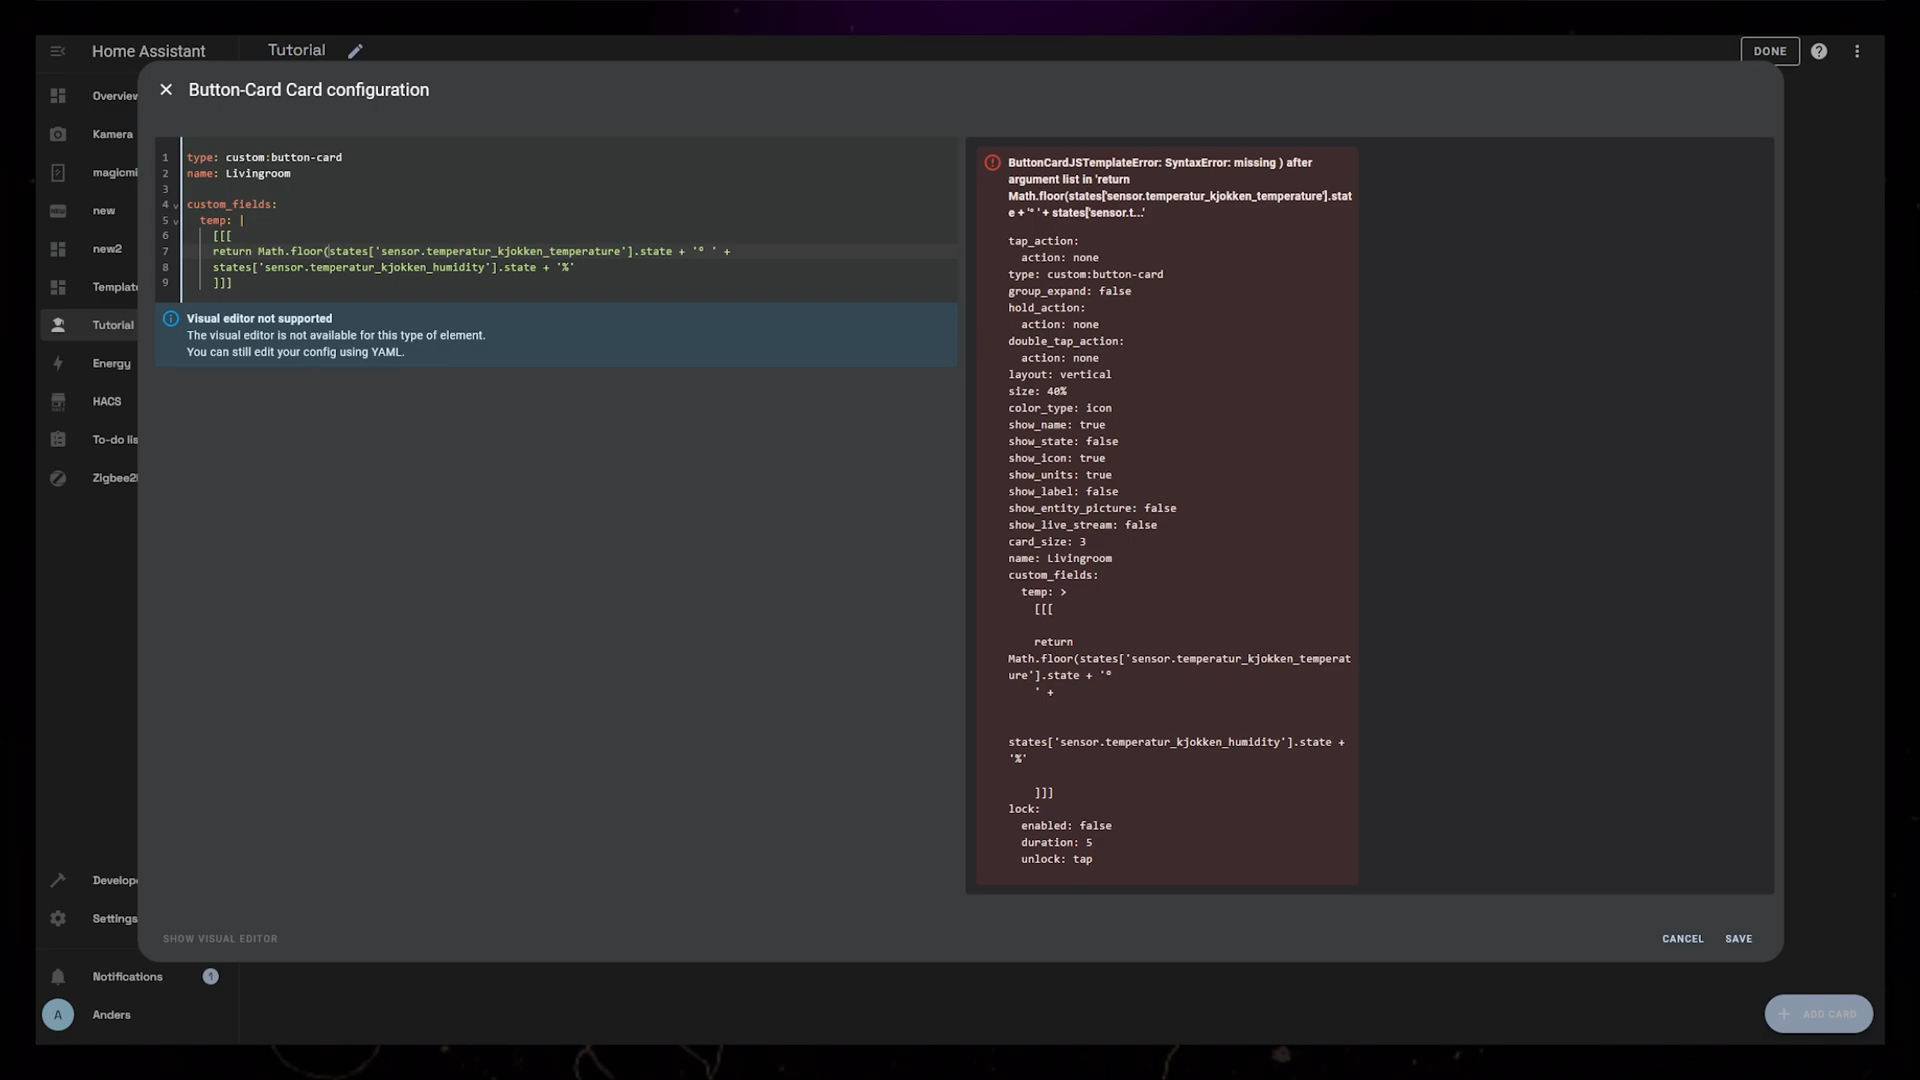 Home Assistant
Tutorial
DONE
Button-Card Card configuration
Overview
Kamera
magicmi
new
new2
Template
Tutorial
Energy
HACS
To-do lis
Zigbee2
Develope
Settings
Notifications
1
A
Anders
1 type: custom:button-card
2 name: Livingroom
3
4 custom_fields:
5 temp: |
6 [[[
7 return Math.floor(states['sensor.temperatur_kjokken_temperature'].state + '° ' +
8 states['sensor.temperatur_kjokken_humidity'].state + '%'
9 ]]]
Visual editor not supported
The visual editor is not available for this type of element.
You can still edit your config using YAML.
ButtonCardJSTemplateError: SyntaxError: missing ) after
argument list in 'return
Math.floor(states['sensor.temperatur_kjokken_temperature'].stat
e + '° ' + states['sensor.t...'
tap_action:
action: none
type: custom:button-card
group_expand: false
hold_action:
action: none
double_tap_action:
action: none
layout: vertical
size: 40%
color_type: icon
show_name: true
show_state: false
show_icon: true
show_units: true
show_label: false
show_entity_picture: false
show_live_stream: false
card_size: 3
name: Livingroom
custom_fields:
temp: >
[[[
return
Math.floor(states['sensor.temperatur_kjokken_temperat
ure'].state + '°
' +
states['sensor.temperatur_kjokken_humidity'].state +
'%'
]]]
lock:
enabled: false
duration: 5
unlock: tap
SHOW VISUAL EDITOR
CANCEL
SAVE
ADD CARD